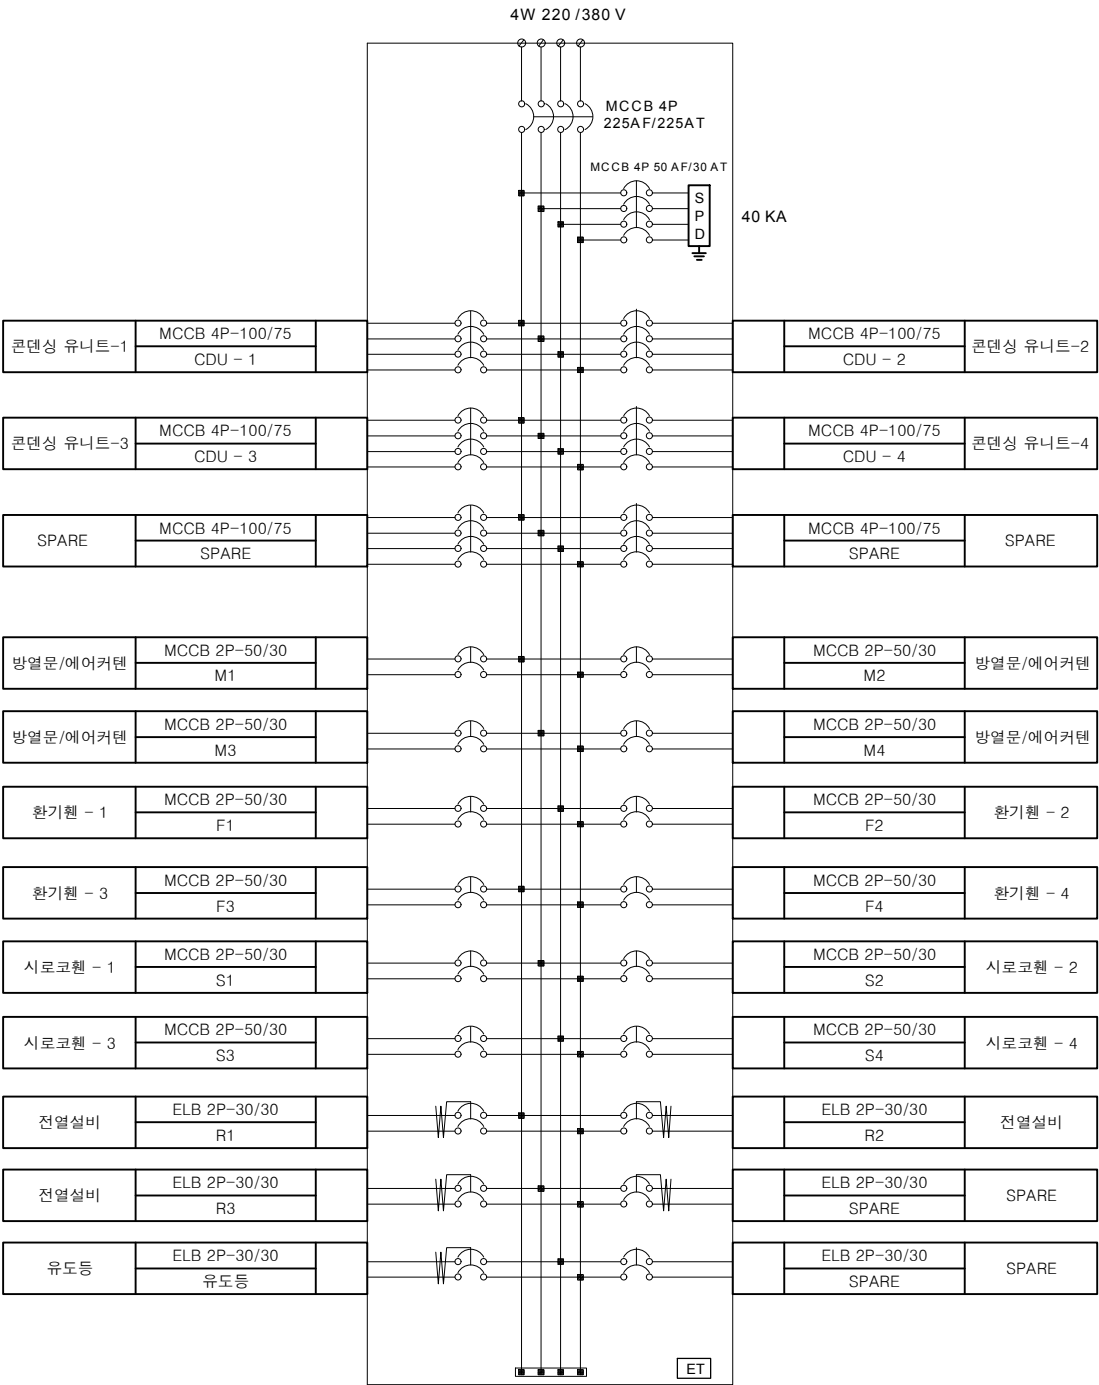 4W 220 /380 V
MCCB 4P
225AF/225AT
MCCB 4P 50 AF/30 AT
S
P
D
40 KA
콘덴싱 유니트-1
MCCB 4P-100/75
CDU - 1
MCCB 4P-100/75
CDU - 2
콘덴싱 유니트-2
콘덴싱 유니트-3
MCCB 4P-100/75
CDU - 3
MCCB 4P-100/75
CDU - 4
콘덴싱 유니트-4
SPARE
MCCB 4P-100/75
SPARE
MCCB 4P-100/75
SPARE
SPARE
방열문/에어커텐
MCCB 2P-50/30
M1
MCCB 2P-50/30
M2
방열문/에어커텐
방열문/에어커텐
MCCB 2P-50/30
M3
MCCB 2P-50/30
M4
방열문/에어커텐
환기휀 - 1
MCCB 2P-50/30
F1
MCCB 2P-50/30
F2
환기휀 - 2
환기휀 - 3
MCCB 2P-50/30
F3
MCCB 2P-50/30
F4
환기휀 - 4
시로코휀 - 1
MCCB 2P-50/30
S1
MCCB 2P-50/30
S2
시로코휀 - 2
시로코휀 - 3
MCCB 2P-50/30
S3
MCCB 2P-50/30
S4
시로코휀 - 4
전열설비
ELB 2P-30/30
R1
ELB 2P-30/30
R2
전열설비
전열설비
ELB 2P-30/30
R3
ELB 2P-30/30
SPARE
SPARE
유도등
ELB 2P-30/30
유도등
ELB 2P-30/30
SPARE
SPARE
ET